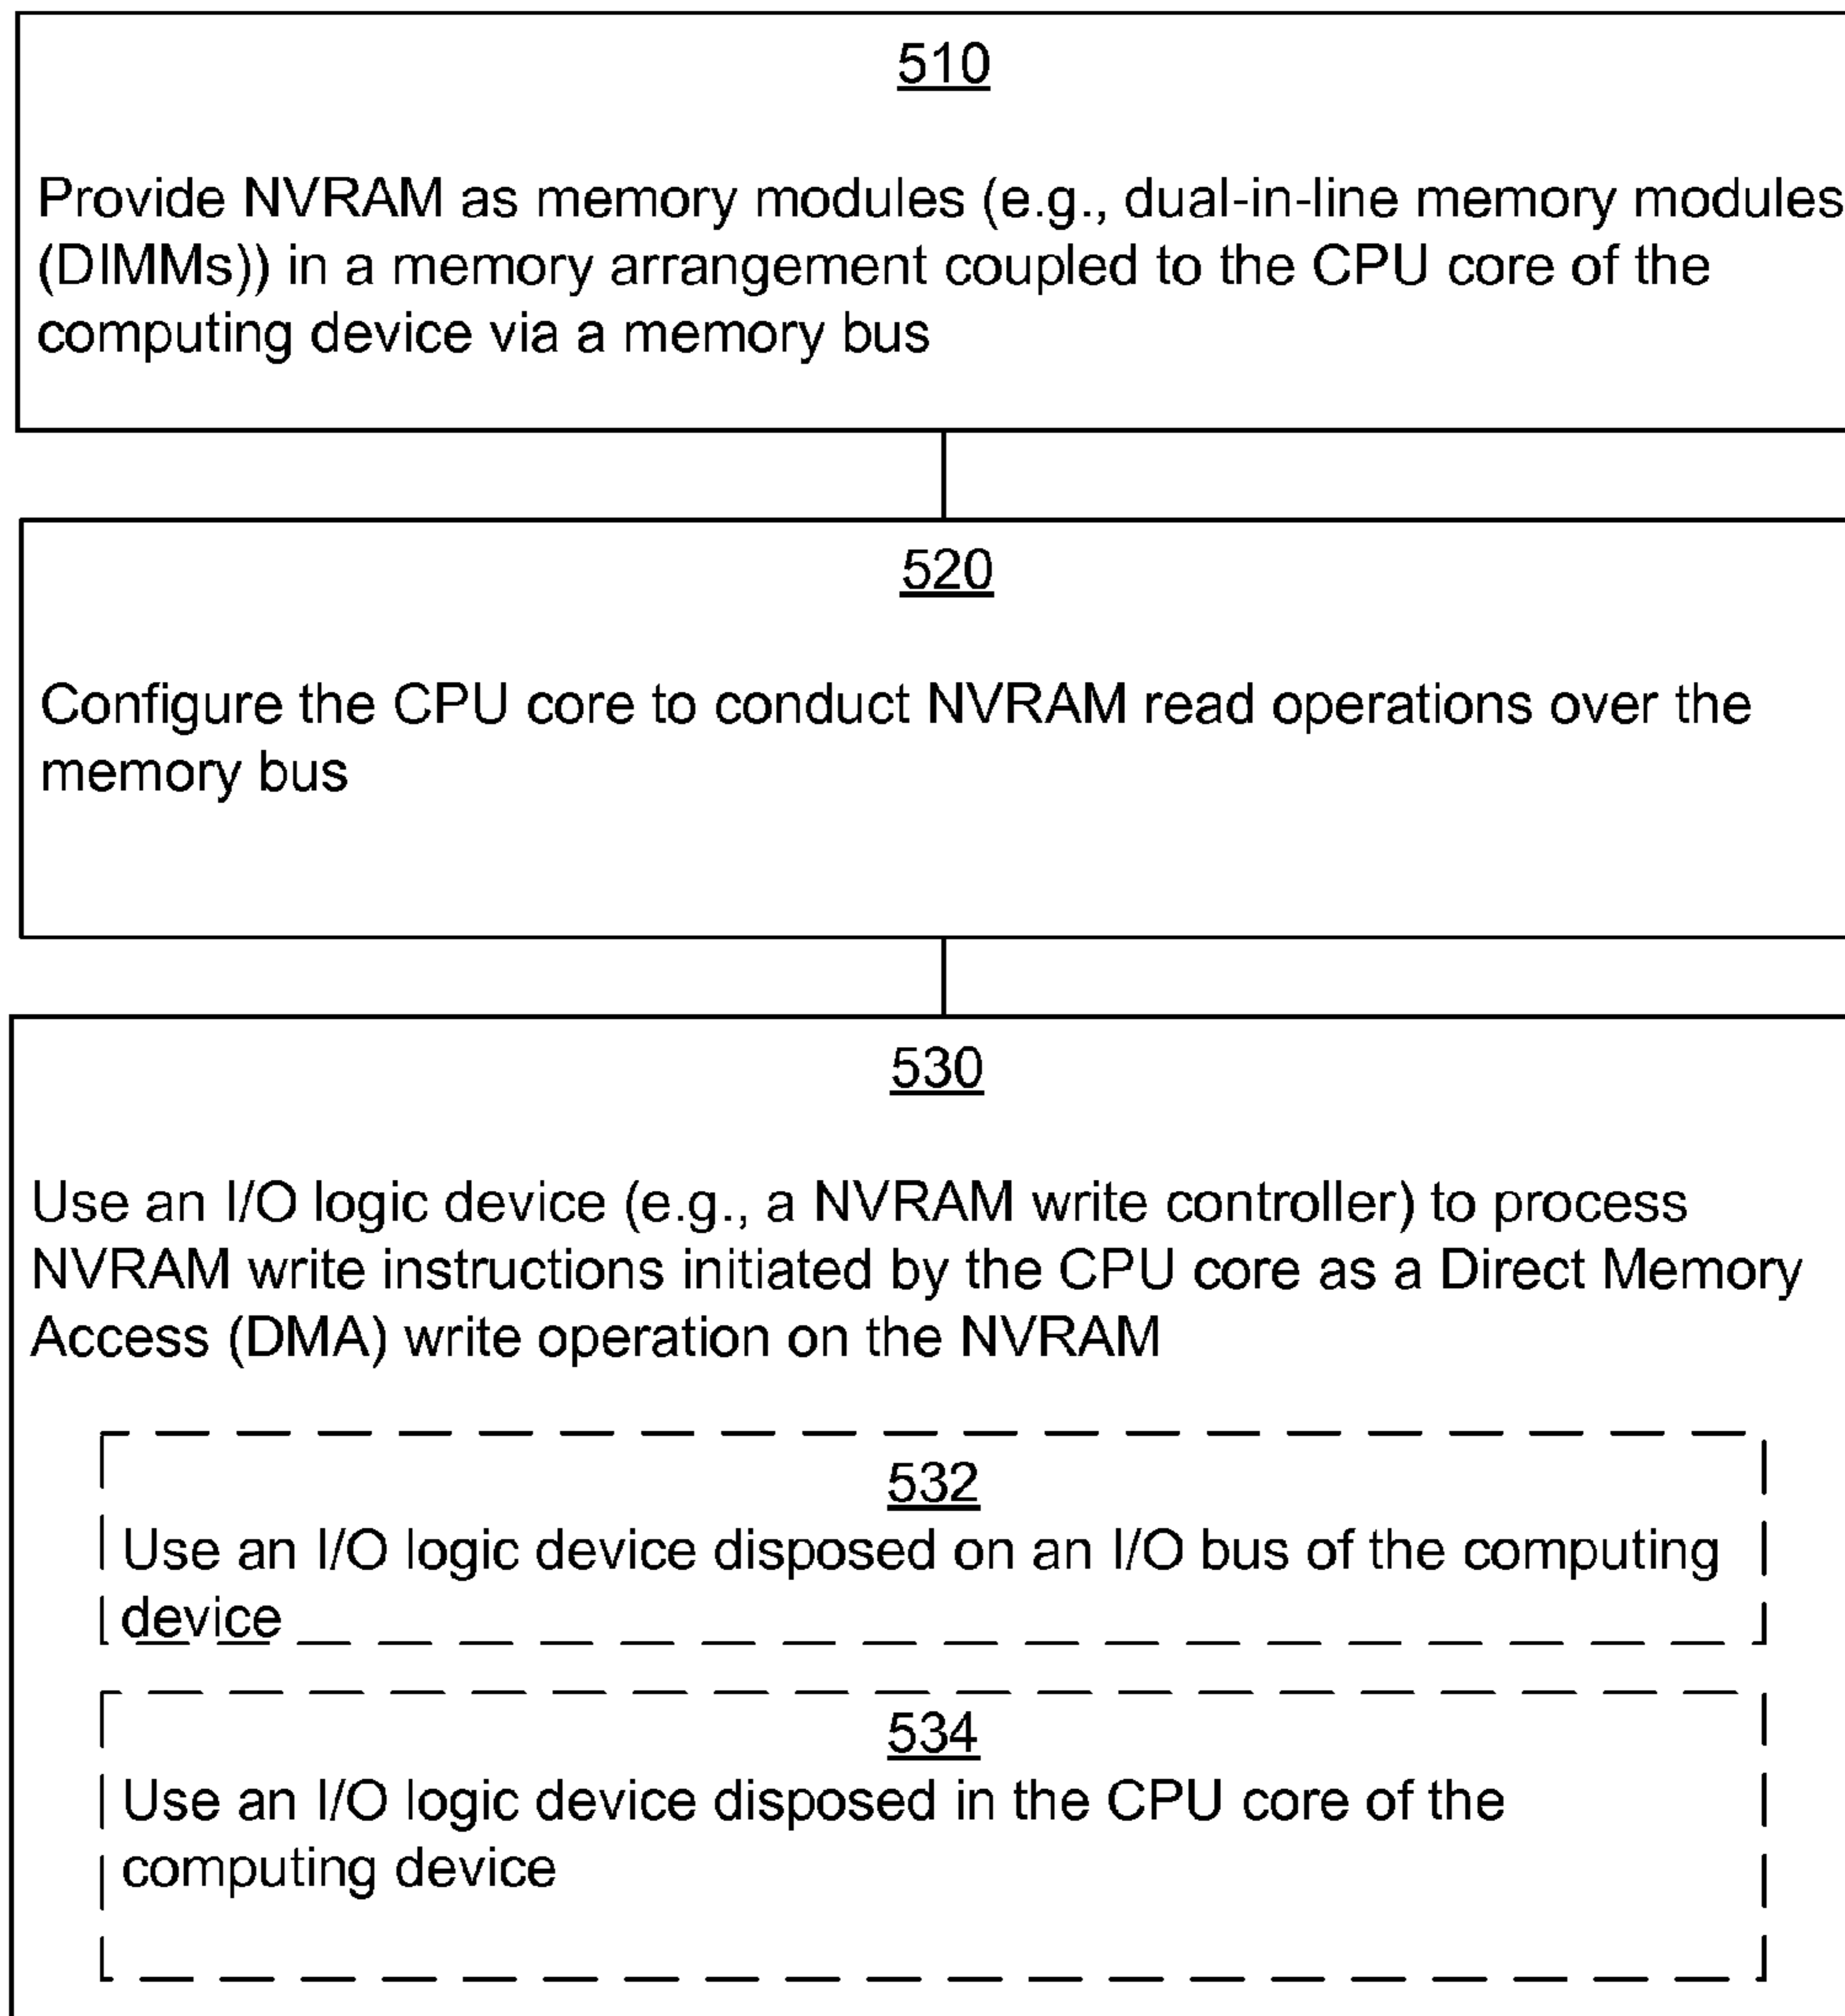 510
Provide NVRAM as memory modules (e.g., dual-in-line memory modules
(DIMMs)) in a memory arrangement coupled to the CPU core of the
computing device via a memory bus
520
Configure the CPU core to conduct NVRAM read operations over the
memory bus
530
Use an I/O logic device (e.g., a NVRAM write controller) to process
NVRAM write instructions initiated by the CPU core as a Direct Memory
Access (DMA) write operation on the NVRAM
532
Use an I/O logic device disposed on an I/O bus of the computing
device
534
Use an I/O logic device disposed in the CPU core of the
computing device